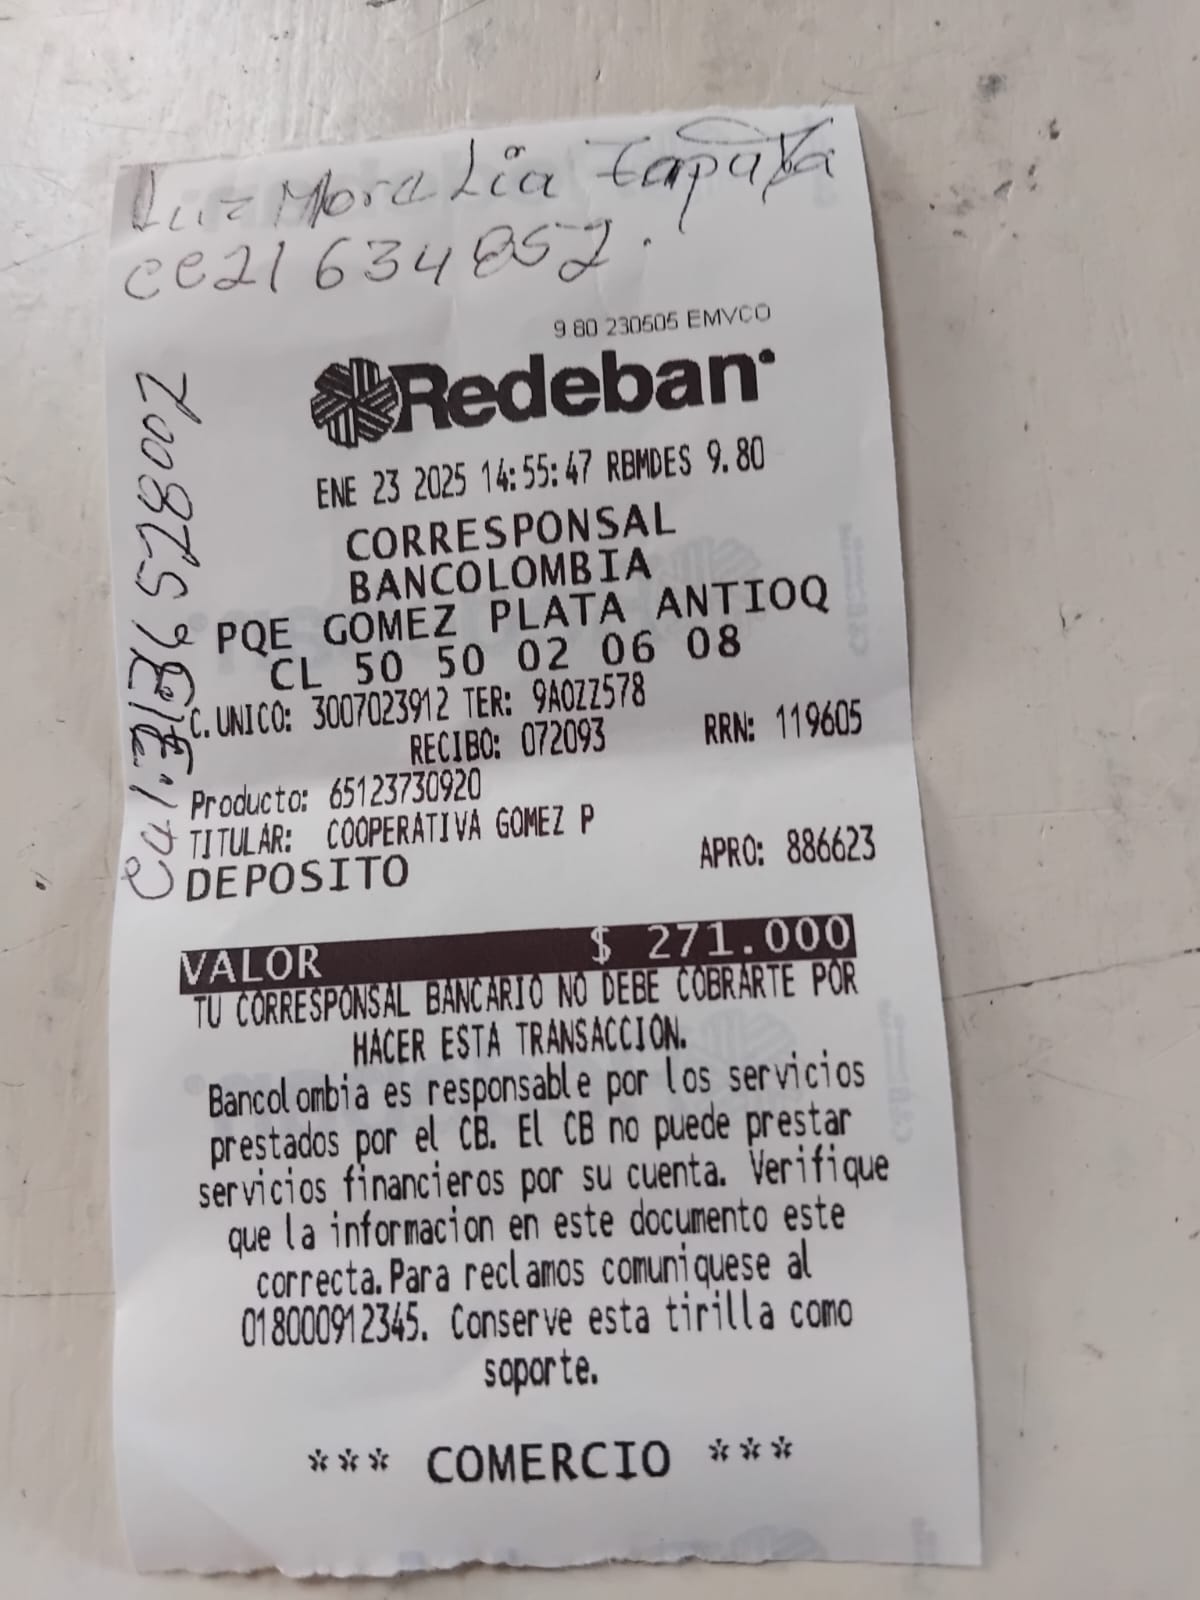 Luz Mora Lia Zapata
cc21634852.
9.80 230505 EMVCO
Redeban
ENE 23 2025 14:55:47 RBMDES 9.80
CORRESPONSAL
BANCOLOMBIA
PQE GOMEZ PLATA ANTIOQ
CL 50 50 02 06 08
C. UNICO: 3007023912 TER: 9A0ZZ578
RECIBO: 072093 RRN: 119605
Producto: 65123730920
TITULAR: COOPERATIVA GOMEZ P
DEPOSITO APRO: 886623
VALOR $ 271.000
TU CORRESPONSAL BANCARIO NO DEBE COBRARTE POR
HACER ESTA TRANSACCION.
Bancolombia es responsable por los servicios
prestados por el CB. El CB no puede prestar
servicios financieros por su cuenta. Verifique
que la informacion en este documento este
correcta. Para reclamos comuniquese al
018000912345. Conserve esta tirilla como
soporte.
*** COMERCIO ***